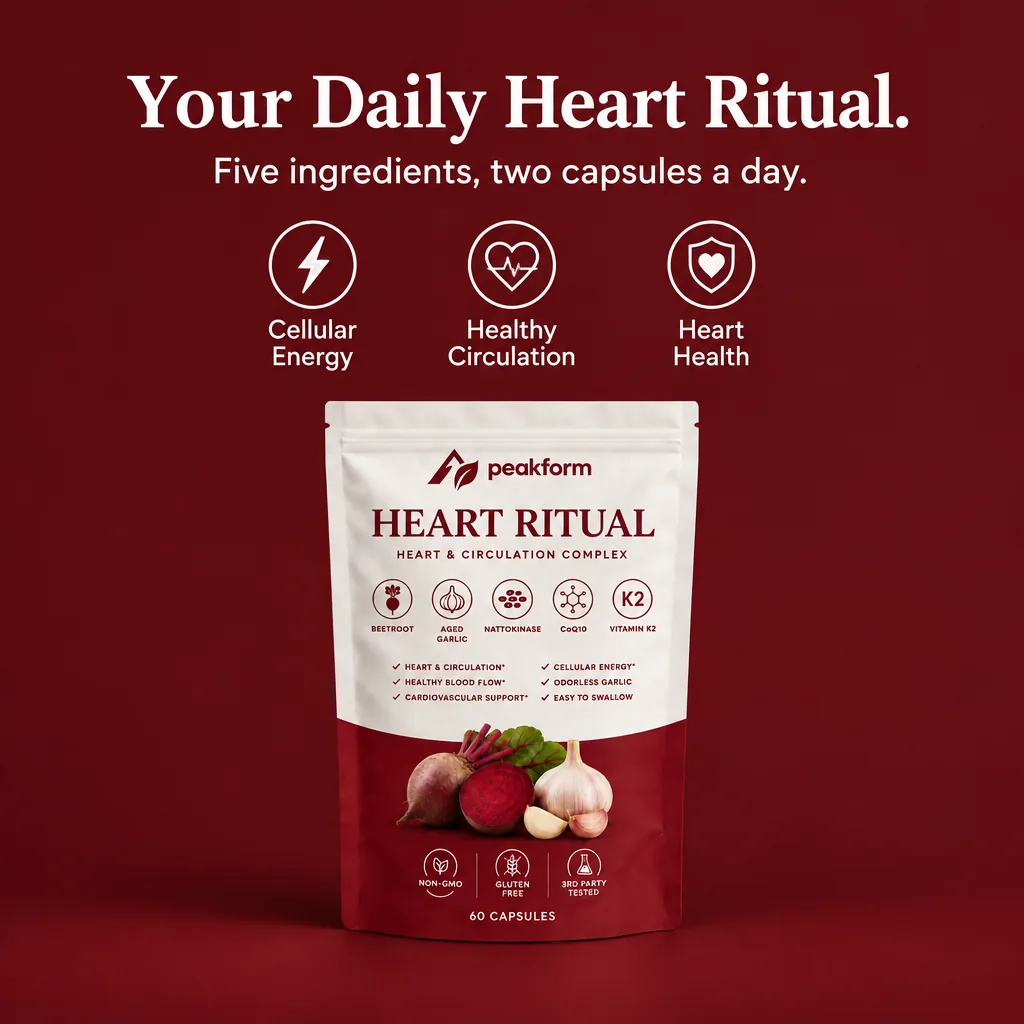 Your Daily Heart Ritual.
Five ingredients, two capsules a day.
Cellular
Energy
Healthy
Circulation
Heart
Health
peakform
HEART RITUAL
HEART & CIRCULATION COMPLEX
BEETROOT
AGED
GARLIC
NATTOKINASE
CoQ10
K2
VITAMIN K2
✓ HEART & CIRCULATION*
✓ HEALTHY BLOOD FLOW*
✓ CARDIOVASCULAR SUPPORT*
✓ CELLULAR ENERGY*
✓ ODORLESS GARLIC
✓ EASY TO SWALLOW
NON-GMO
GLUTEN
FREE
3RD PARTY
TESTED
60 CAPSULES